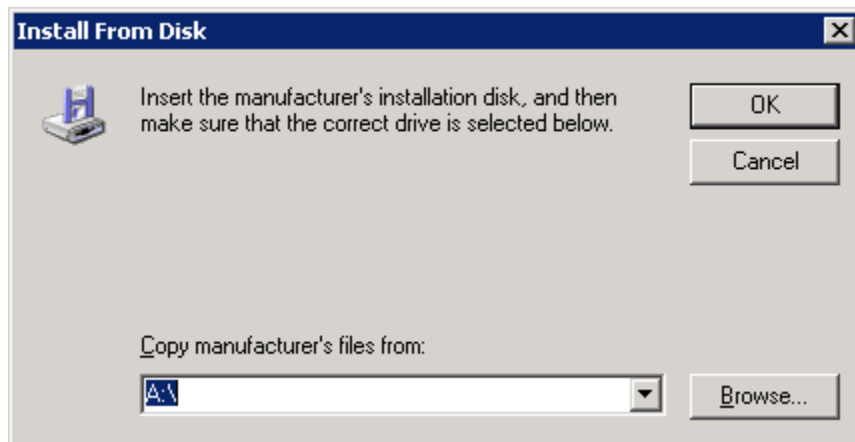 Install From Disk
Insert the manufacturer's installation disk, and then
make sure that the correct drive is selected below.
OK
Cancel
Copy manufacturer's files from:
A:\
Browse...